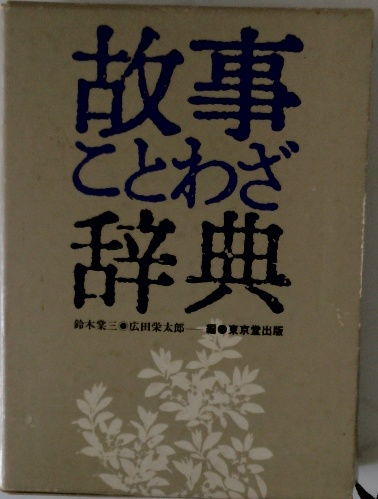 故事
ことわざ
辞典
鈴木棠三●広田栄太郎——編●東京堂出版